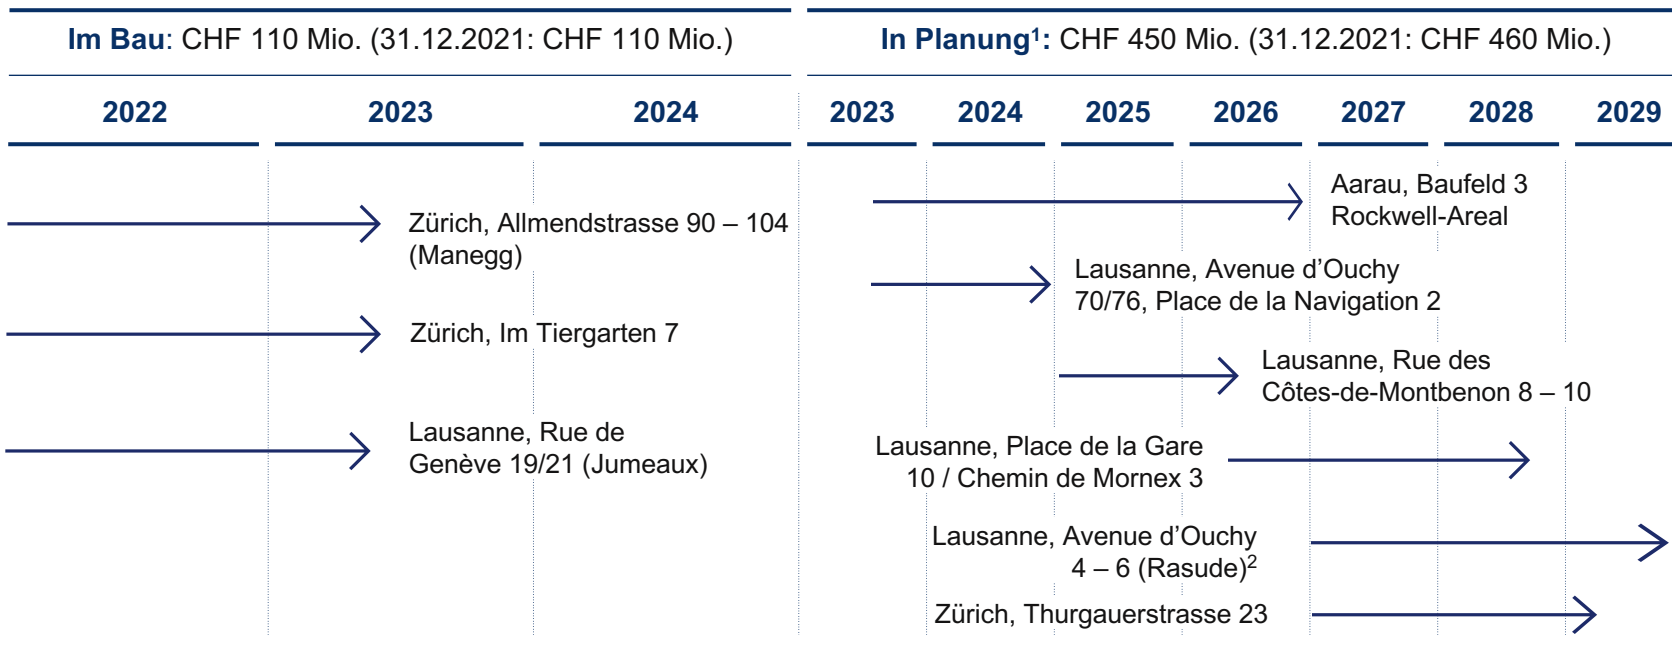 Im Bau: CHF 110 Mio. (31.12.2021: CHF 110 Mio.)
2022 2023 2024
Zürich, Allmendstrasse 90 – 104
(Manegg)
Zürich, Im Tiergarten 7
Lausanne, Rue de
Genève 19/21 (Jumeaux)
In Planung¹: CHF 450 Mio. (31.12.2021: CHF 460 Mio.)
2023 2024 2025 2026 2027 2028 2029
Aarau, Baufeld 3
Rockwell-Areal
Lausanne, Avenue d’Ouchy
70/76, Place de la Navigation 2
Lausanne, Rue des
Côtes-de-Montbenon 8 – 10
Lausanne, Place de la Gare
10 / Chemin de Mornex 3
Lausanne, Avenue d’Ouchy
4 – 6 (Rasude)²
Zürich, Thurgauerstrasse 23